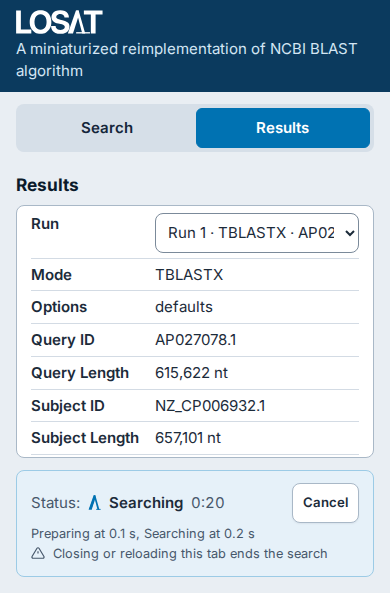 LOSAT
A miniaturized reimplementation of NCBI BLAST
algorithm
Search
Results
Results
Run
Run 1 · TBLASTX · AP02
Mode
TBLASTX
Options
defaults
Query ID
AP027078.1
Query Length
615,622 nt
Subject ID
NZ_CP006932.1
Subject Length
657,101 nt
Status: Searching 0:20
Cancel
Preparing at 0.1 s, Searching at 0.2 s
Closing or reloading this tab ends the search